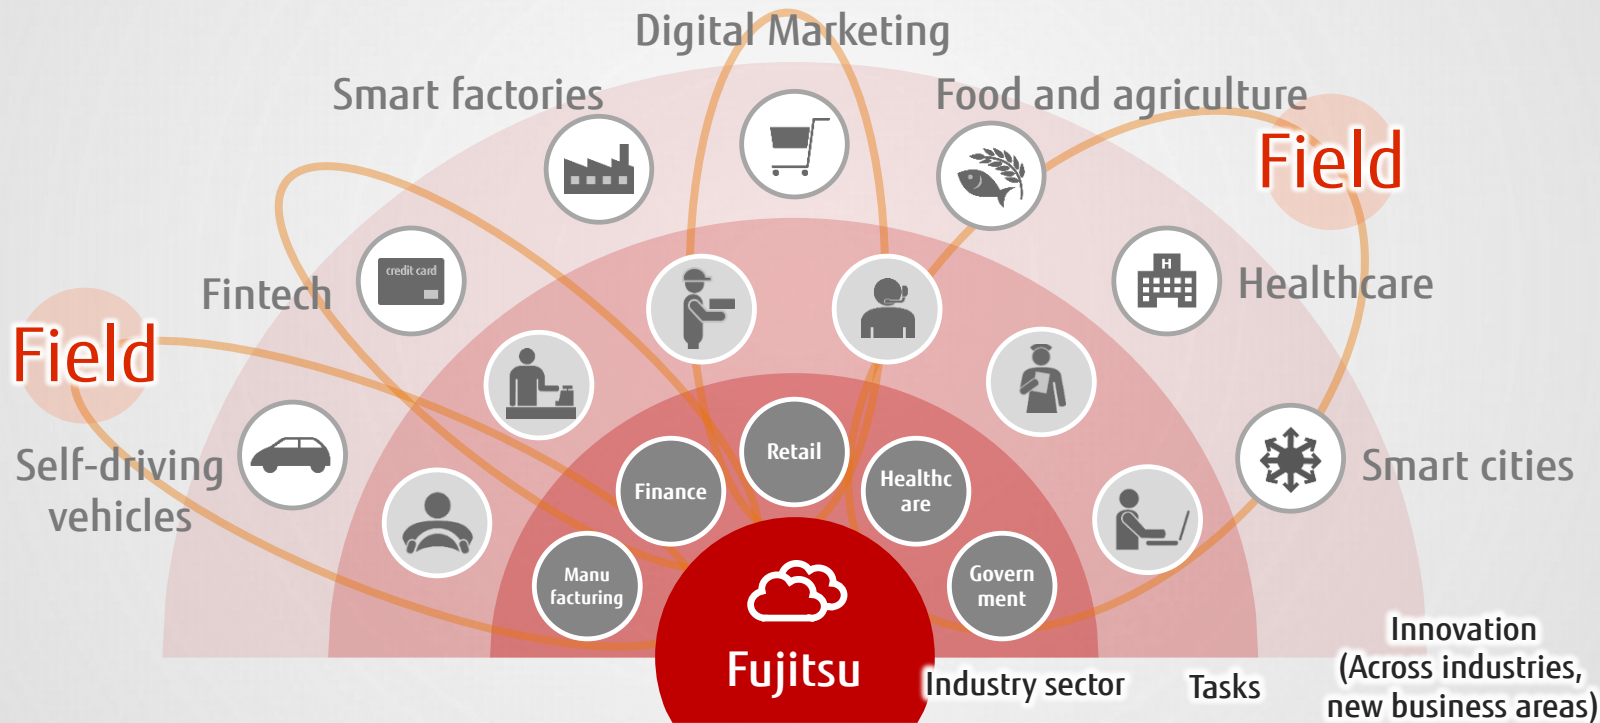 Digital Marketing
Smart factories
Food and agriculture
Field
credit card
H
Fintech
Healthcare
Field
Self-driving
vehicles
Retail
Finance
Healthc
are
Smart cities
Manu
facturing
Govern
ment
Fujitsu
Industry sector
Tasks
Innovation
(Across industries,
new business areas)